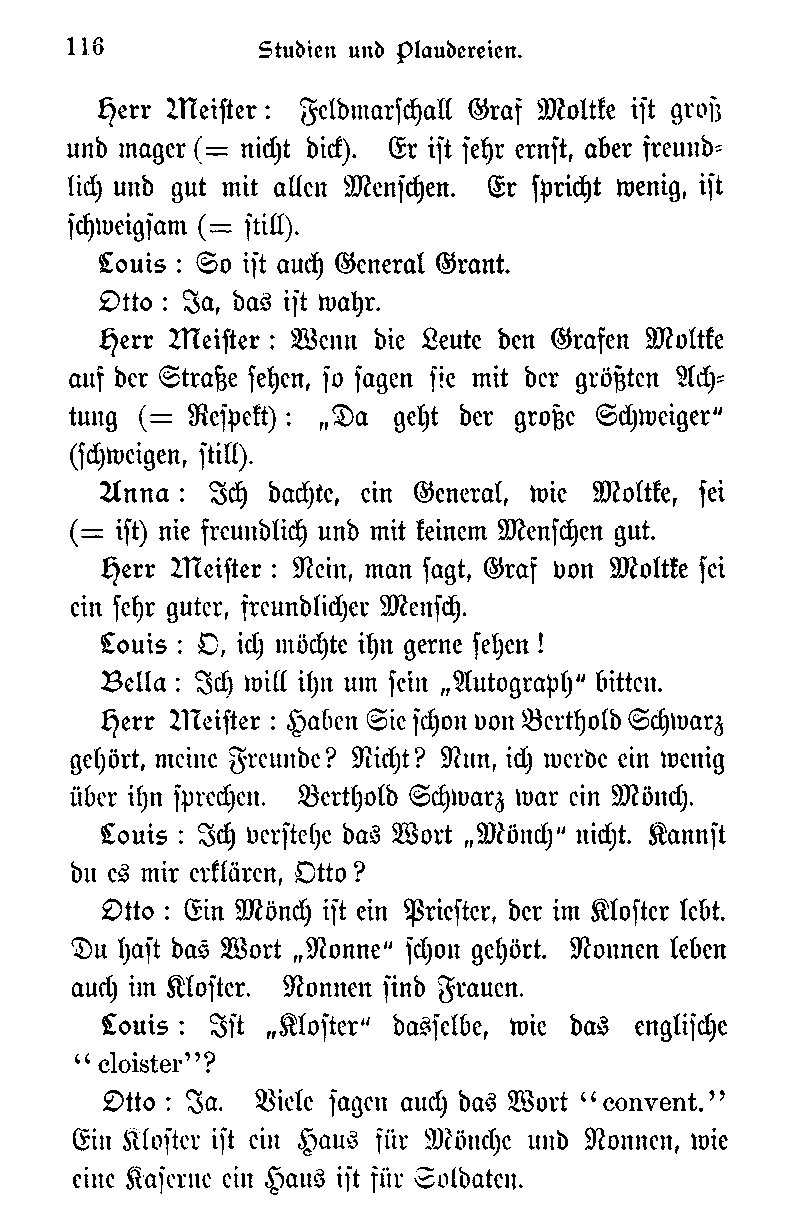 116 Studien und Plaudereien.
Herr Meister: Feldmarschall Graf Moltke ist groß
und mager (= nicht dick). Er ist sehr ernst, aber freund-
lich und gut mit allen Menschen. Er spricht wenig, ist
schweigsam (= still).
Louis: So ist auch General Grant.
Otto: Ja, das ist wahr.
Herr Meister: Wenn die Leute den Grafen Moltke
auf der Straße sehen, so sagen sie mit der größten Ach-
tung (= Respekt): „Da geht der große Schweiger“
(schweigen, still).
Anna: Ich dachte, ein General, wie Moltke, sei
(= ist) nie freundlich und mit keinem Menschen gut.
Herr Meister: Nein, man sagt, Graf von Moltke sei
ein sehr guter, freundlicher Mensch.
Louis: O, ich möchte ihn gerne sehen!
Bella: Ich will ihn um sein „Autograph“ bitten.
Herr Meister: Haben Sie schon von Berthold Schwarz
gehört, meine Freunde? Nicht? Nun, ich werde ein wenig
über ihn sprechen. Berthold Schwarz war ein Mönch.
Louis: Ich verstehe das Wort „Mönch“ nicht. Kannst
du es mir erklären, Otto?
Otto: Ein Mönch ist ein Priester, der im Kloster lebt.
Du hast das Wort „Nonne“ schon gehört. Nonnen leben
auch im Kloster. Nonnen sind Frauen.
Louis: Ist „Kloster“ dasselbe, wie das englische
“cloister”?
Otto: Ja. Viele sagen auch das Wort “convent.”
Ein Kloster ist ein Haus für Mönche und Nonnen, wie
eine Kaserne ein Haus ist für Soldaten.